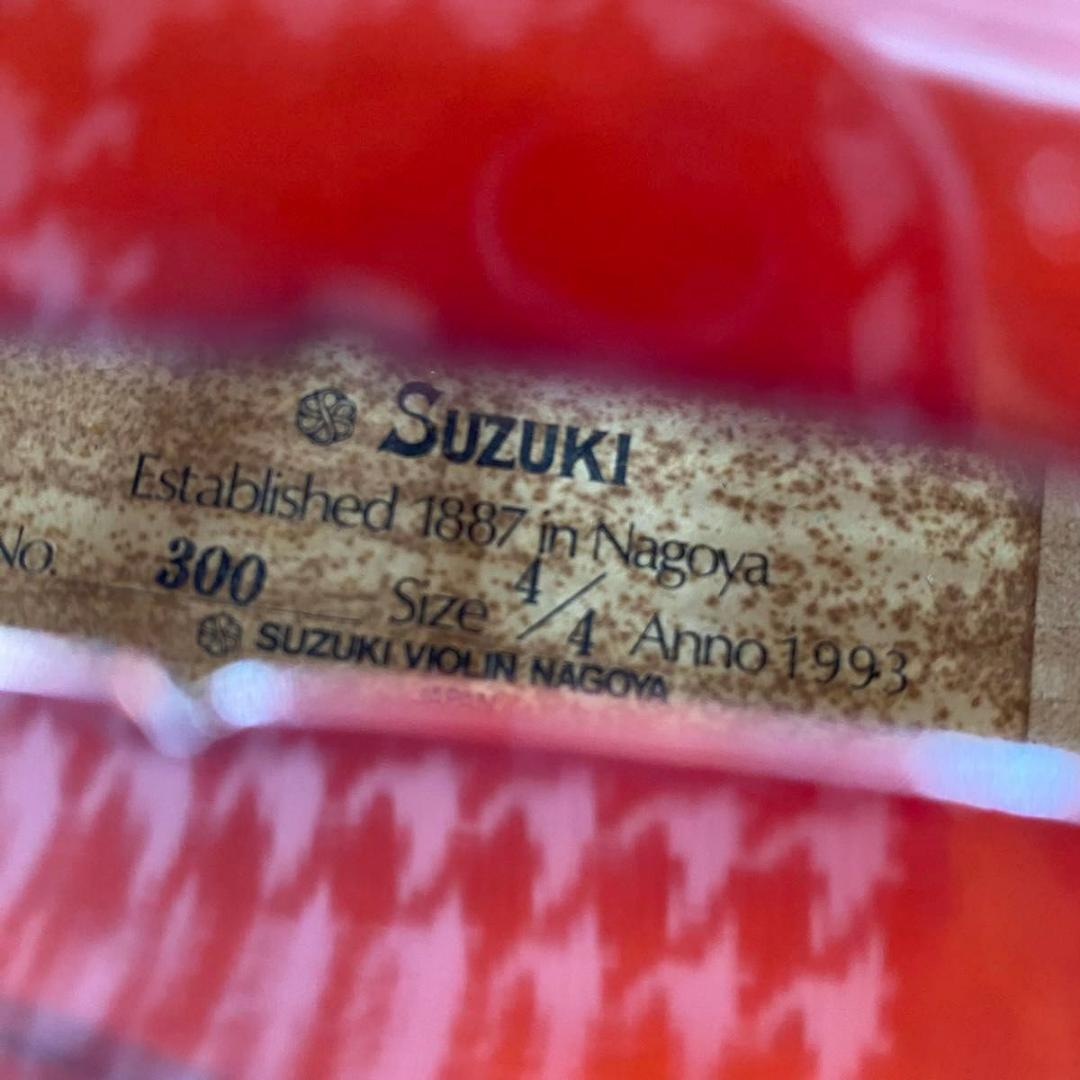 SUZUKI
Established 1887 in Nagoya
No. 300 Size 4/4 Anno 1993
SUZUKI VIOLIN NAGOYA